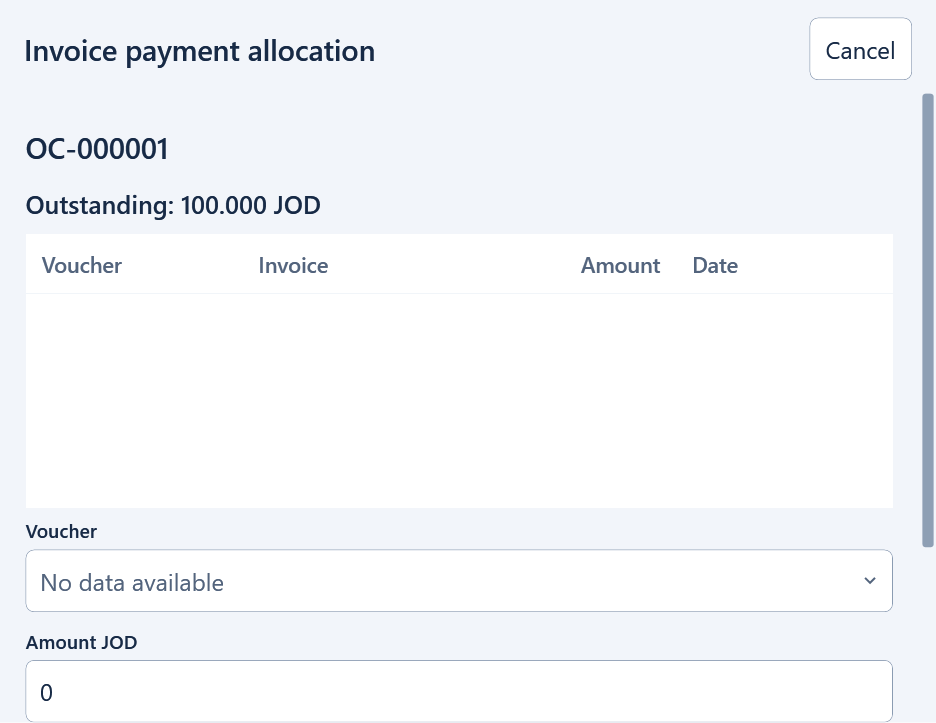 Invoice payment allocation
Cancel
OC-000001
Outstanding: 100.000 JOD
Voucher Invoice Amount Date
Voucher
No data available
Amount JOD
0